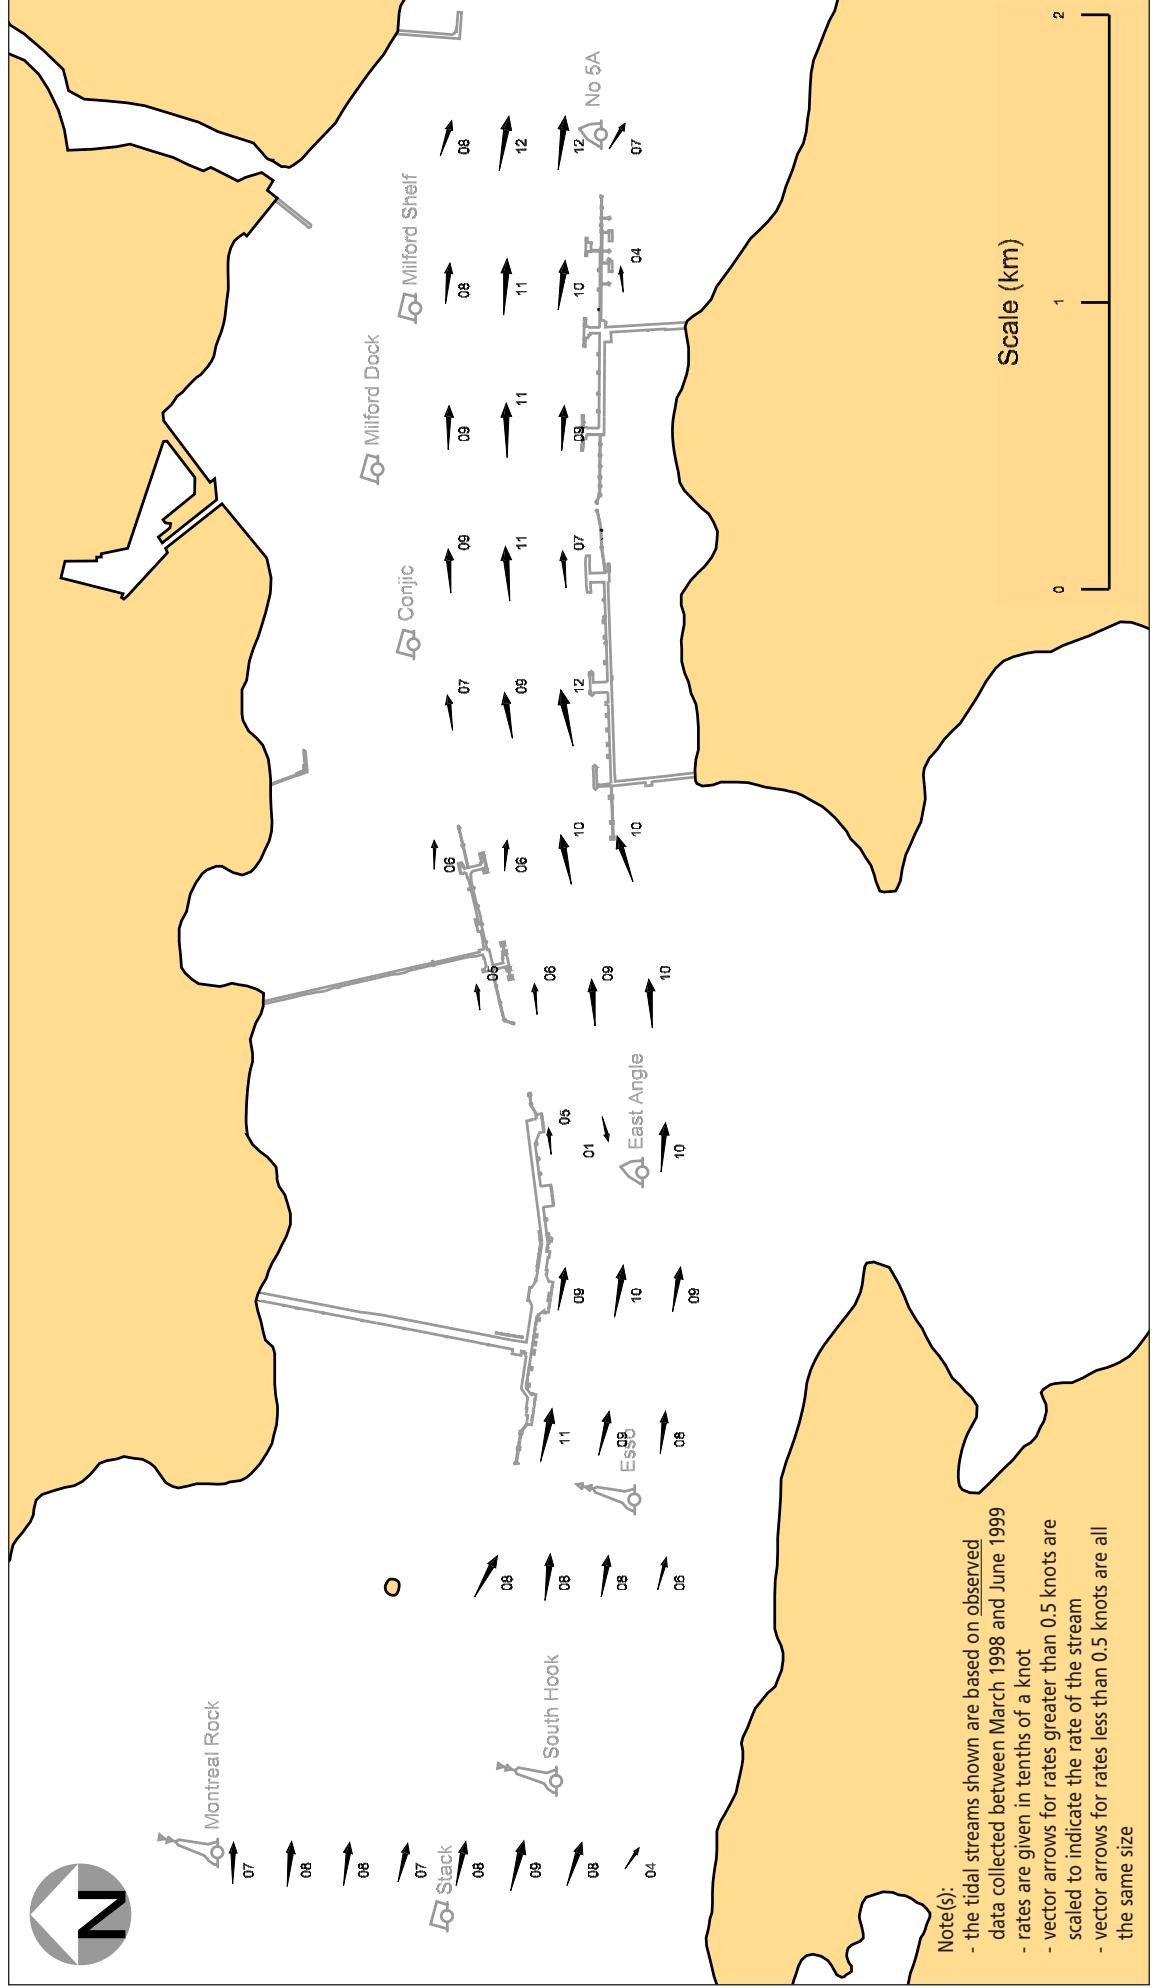 N
Montreal Rock
South Hook
Stack
Esso
East Angle
Conjic
Milford Dock
Milford Shelf
No 5A
07
08
08
07
08
09
08
04
08
08
08
06
11
09
08
09
10
09
05
01
10
05
06
09
10
06
06
10
10
07
09
12
09
11
07
09
11
09
08
11
10
04
08
12
12
07
Note(s):
- the tidal streams shown are based on observed
data collected between March 1998 and June 1999
- rates are given in tenths of a knot
- vector arrows for rates greater than 0.5 knots are
scaled to indicate the rate of the stream
- vector arrows for rates less than 0.5 knots are all
the same size
Scale (km)
0
1
2